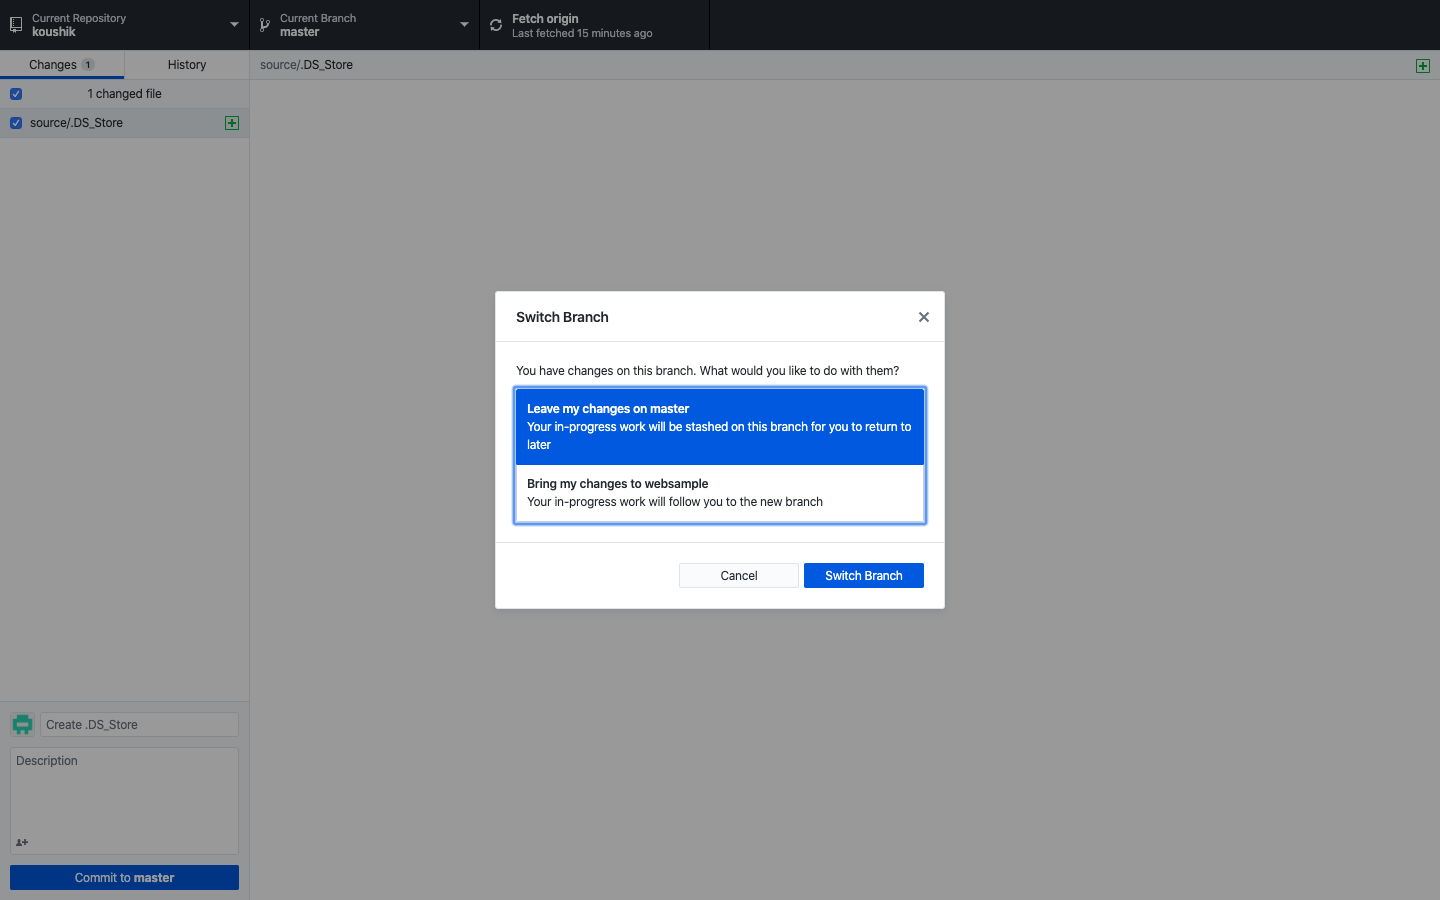 Current Repository
koushik
Current Branch
master
Fetch origin
Last fetched 15 minutes ago
Changes 1
History
source/.DS_Store
1 changed file
source/.DS_Store
Switch Branch
You have changes on this branch. What would you like to do with them?
Leave my changes on master
Your in-progress work will be stashed on this branch for you to return to
later
Bring my changes to websample
Your in-progress work will follow you to the new branch
Cancel
Switch Branch
Create .DS_Store
Description
Commit to master